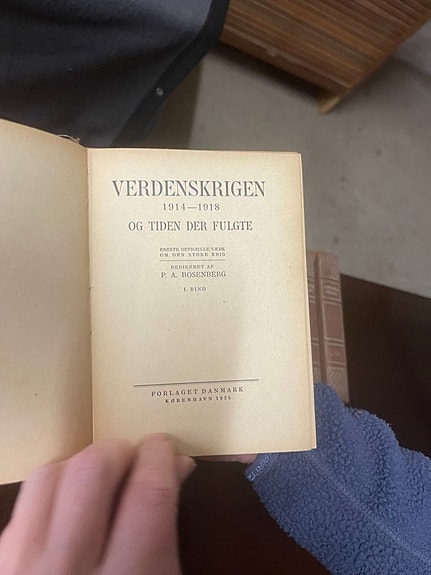 VERDENSKRIGEN
1914—1918
OG TIDEN DER FULGTE
ENESTE OFFICIELLE VÆRK
OM DEN STORE KRIG
REDIGERET AF
P. A. ROSENBERG
I. BIND
FORLAGET DANMARK
KØBENHAVN 1935